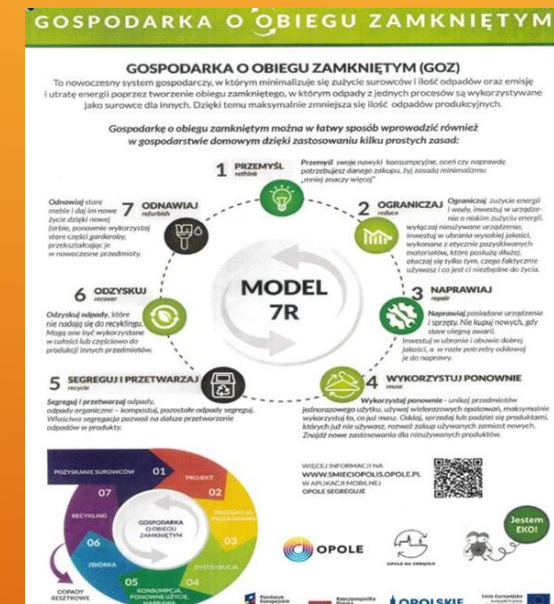 GOSPODARKA O OBIEGU ZAMKNIĘTYM
GOSPODARKA O OBIEGU ZAMKNIĘTYM (GOZ)
To nowoczesny system gospodarczy, w którym minimalizuje się zużycie surowców i ilość odpadów oraz emisję
i utratę energii poprzez tworzenie obiegu zamkniętego, w którym odpady z jednych procesów są wykorzystywane
jako surowce dla innych. Dzięki temu maksymalnie zmniejsza się ilość odpadów produkcyjnych.
Gospodarkę o obiegu zamkniętym można w łatwy sposób wprowadzić również
w gospodarstwie domowym dzięki zastosowaniu kilku prostych zasad:
1 PRZEMYŚL
rethink
Przemyśl swoje nawyki konsumpcyjne, oceń czy naprawdę
potrzebujesz danego zakupu, żyj zasadą minimalizmu
„mniej znaczy więcej"
2 OGRANICZAJ
reduce
Ograniczaj zużycie energii
i wody, inwestuj w urządze-
nia o niskim zużyciu energii,
wyłączaj nieużywane urządzenia,
inwestuj w ubrania wysokiej jakości,
wykonane z etycznie pozyskiwanych
materiałów, które posłużą dłużej,
otaczaj się tylko tym, czego faktycznie
używasz i co jest ci niezbędne do życia.
3 NAPRAWIAJ
repair
Naprawiaj posiadane urządzenia
i sprzęty. Nie kupuj nowych, gdy
stare ulegną awarii.
Inwestuj w ubrania i obuwie dobrej
jakości, a w razie potrzeby oddawaj
je do naprawy.
4 WYKORZYSTUJ PONOWNIE
reuse
Wykorzystuj ponownie - unikaj przedmiotów
jednorazowego użytku, używaj wielorazowych opakowań, maksymalnie
wykorzystuj to, co już masz. Oddaj, sprzedaj lub podziel się produktami,
których już nie używasz, rozważ zakup używanych zamiast nowych.
Znajdź nowe zastosowania dla nieużywanych produktów.
5 SEGREGUJ I PRZETWARZAJ
recycle
Segreguj i przetwarzaj odpady,
odpady organiczne – kompostuj, pozostałe odpady segreguj.
Właściwa segregacja pozwoli na dalsze przetworzenie
odpadów w produkty.
6 ODZYSKUJ
recover
Odzyskuj odpady, które
nie nadają się do recyklingu.
Mogą one być wykorzystane
w całości lub częściowo do
produkcji innych przedmiotów.
7 ODNAWIAJ
refurbish
Odnawiaj stare
meble i daj im nowe
życie dzięki nowej
farbie, ponownie wykorzystaj
stare części garderoby,
przekształcając je
w nowoczesne przedmioty.
MODEL
7R
POZYSKANIE SUROWCÓW 01
PROJEKT
02
03
DYSTRYBUCJA
04
05
KONSUMPCJA,
PONOWNE UŻYCIE,
NAPRAWA
ZBIÓRKA
06
RECYKLING
07
GOSPODARKA
O OBIEGU
ZAMKNIĘTYM
ODPADY
RESZTKOWE
WIĘCEJ INFORMACJI NA
WWW.SMIECIOPOLIS.OPOLE.PL
W APLIKACJI MOBILNEJ
OPOLE SEGREGUJE
OPOLE
Jestem
EKO!
Fundusze
Europejskie
Rzeczpospolita
Polska
OPOLSKIE
Unia Europejska